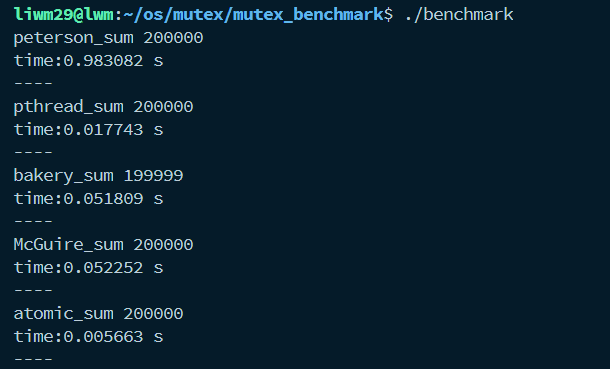 liwm29@lwm:~/os/mutex/mutex_benchmark$ ./benchmark
peterson_sum 200000
time:0.983082 s
----
pthread_sum 200000
time:0.017743 s
----
bakery_sum 199999
time:0.051809 s
----
McGuire_sum 200000
time:0.052252 s
----
atomic_sum 200000
time:0.005663 s
----